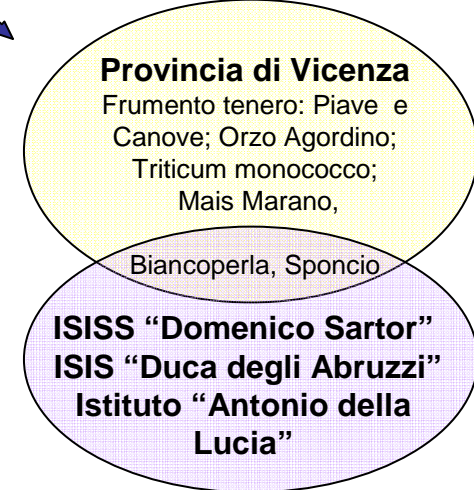 Provincia di Vicenza
Frumento tenero: Piave e
Canove; Orzo Agordino;
Triticum monococco;
Mais Marano,
Biancoperla, Sponcio
ISISS “Domenico Sartor”
ISIS “Duca degli Abruzzi”
Istituto “Antonio della
Lucia”